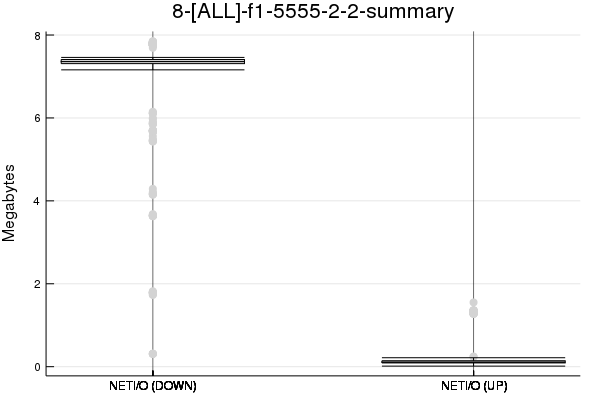 8-[ALL]-f1-5555-2-2-summary
Megabytes
8
6
4
2
0
NETI/O (DOWN)
NETI/O (UP)